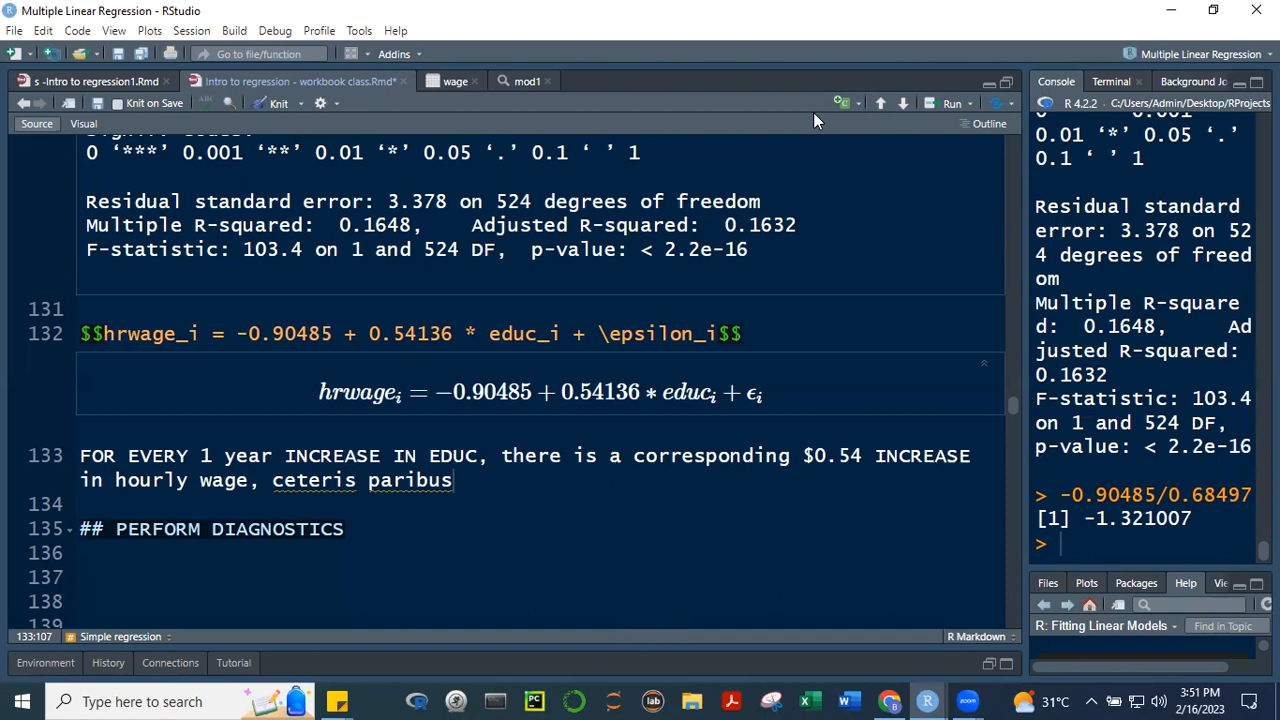 Multiple Linear Regression - RStudio
File Edit Code View Plots Session Build Debug Profile Tools Help
Go to file/function Addins Multiple Linear Regression
s -Intro to regression1.Rmd Intro to regression - workbook class.Rmd* wage mod1
Knit on Save Knit Run
Source Visual Outline
0 ‘***’ 0.001 ‘**’ 0.01 ‘*’ 0.05 ‘.’ 0.1 ‘ ’ 1
Residual standard error: 3.378 on 524 degrees of freedom
Multiple R-squared:  0.1648,    Adjusted R-squared:  0.1632
F-statistic: 103.4 on 1 and 524 DF,  p-value: < 2.2e-16
131
132 $$hrwage_i = -0.90485 + 0.54136 * educ_i + \epsilon_i$$
hrwageᵢ = −0.90485 + 0.54136 ∗ educᵢ + ϵᵢ
133 FOR EVERY 1 year INCREASE IN EDUC, there is a corresponding $0.54 INCREASE
in hourly wage, ceteris paribus
134
135 ## PERFORM DIAGNOSTICS
136
137
138
139
133:107 Simple regression R Markdown
Environment History Connections Tutorial
Console Terminal Background Jo
R 4.2.2 · C:/Users/Admin/Desktop/RProjects
0.01 ‘*’ 0.05 ‘.’
0.1 ‘ ’ 1
Residual standard
error: 3.378 on 52
4 degrees of freed
om
Multiple R-square
d:  0.1648,    Ad
justed R-squared:
0.1632
F-statistic: 103.4
on 1 and 524 DF,
p-value: < 2.2e-16
> -0.90485/0.68497
[1] -1.321007
>
Files Plots Packages Help Vi
R: Fitting Linear Models Find in Topic
Type here to search 31°C 3:51 PM
2/16/2023